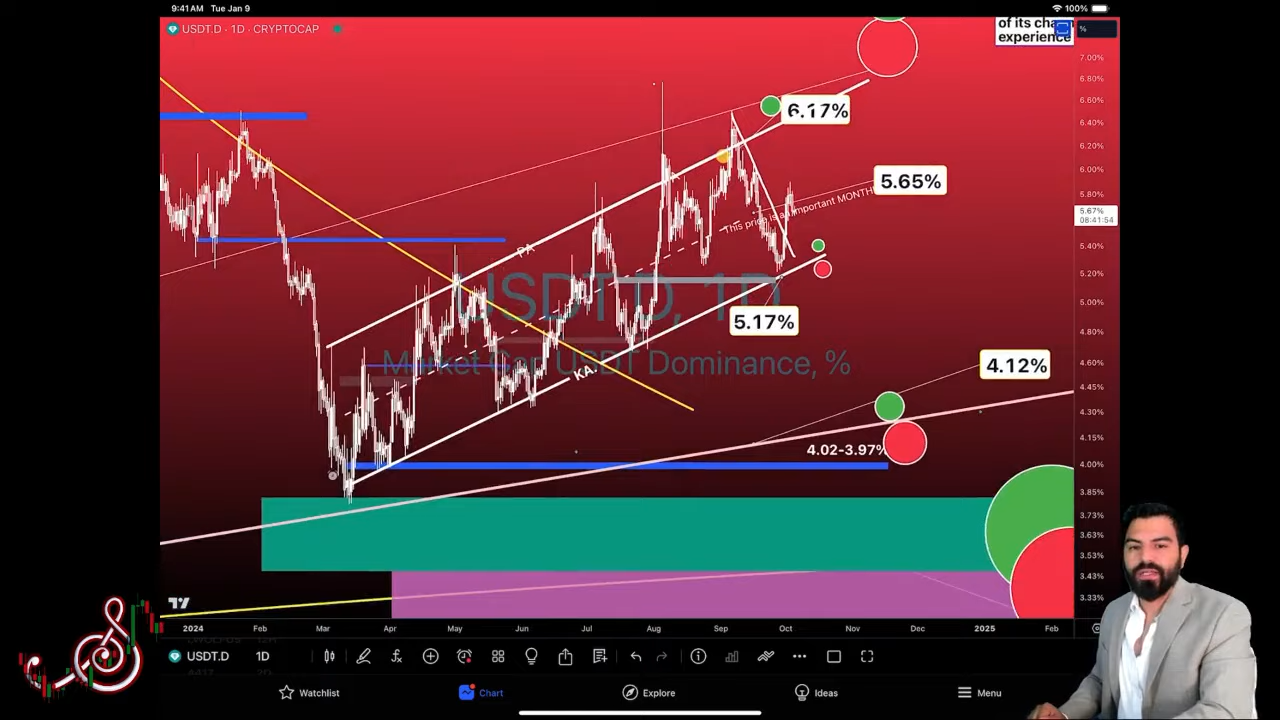 9:41 AM Tue Jan 9
100%
USDT.D · 1D · CRYPTOCAP
of its cha
experience
%
7.00%
6.80%
6.60%
6.40%
6.20%
6.00%
5.80%
5.67%
08:41:54
5.40%
5.20%
5.00%
4.80%
4.60%
4.45%
4.30%
4.15%
4.00%
3.85%
3.73%
3.63%
3.53%
3.43%
3.33%
6.17%
5.65%
This price is an important MONTH
PA
5.17%
KA.
USDT.D, 1D
Market Cap USDT Dominance, %
4.12%
4.02-3.97%
2024 Feb Mar Apr May Jun Jul Aug Sep Oct Nov Dec 2025 Feb
USDT.D 1D
Watchlist Chart Explore Ideas Menu